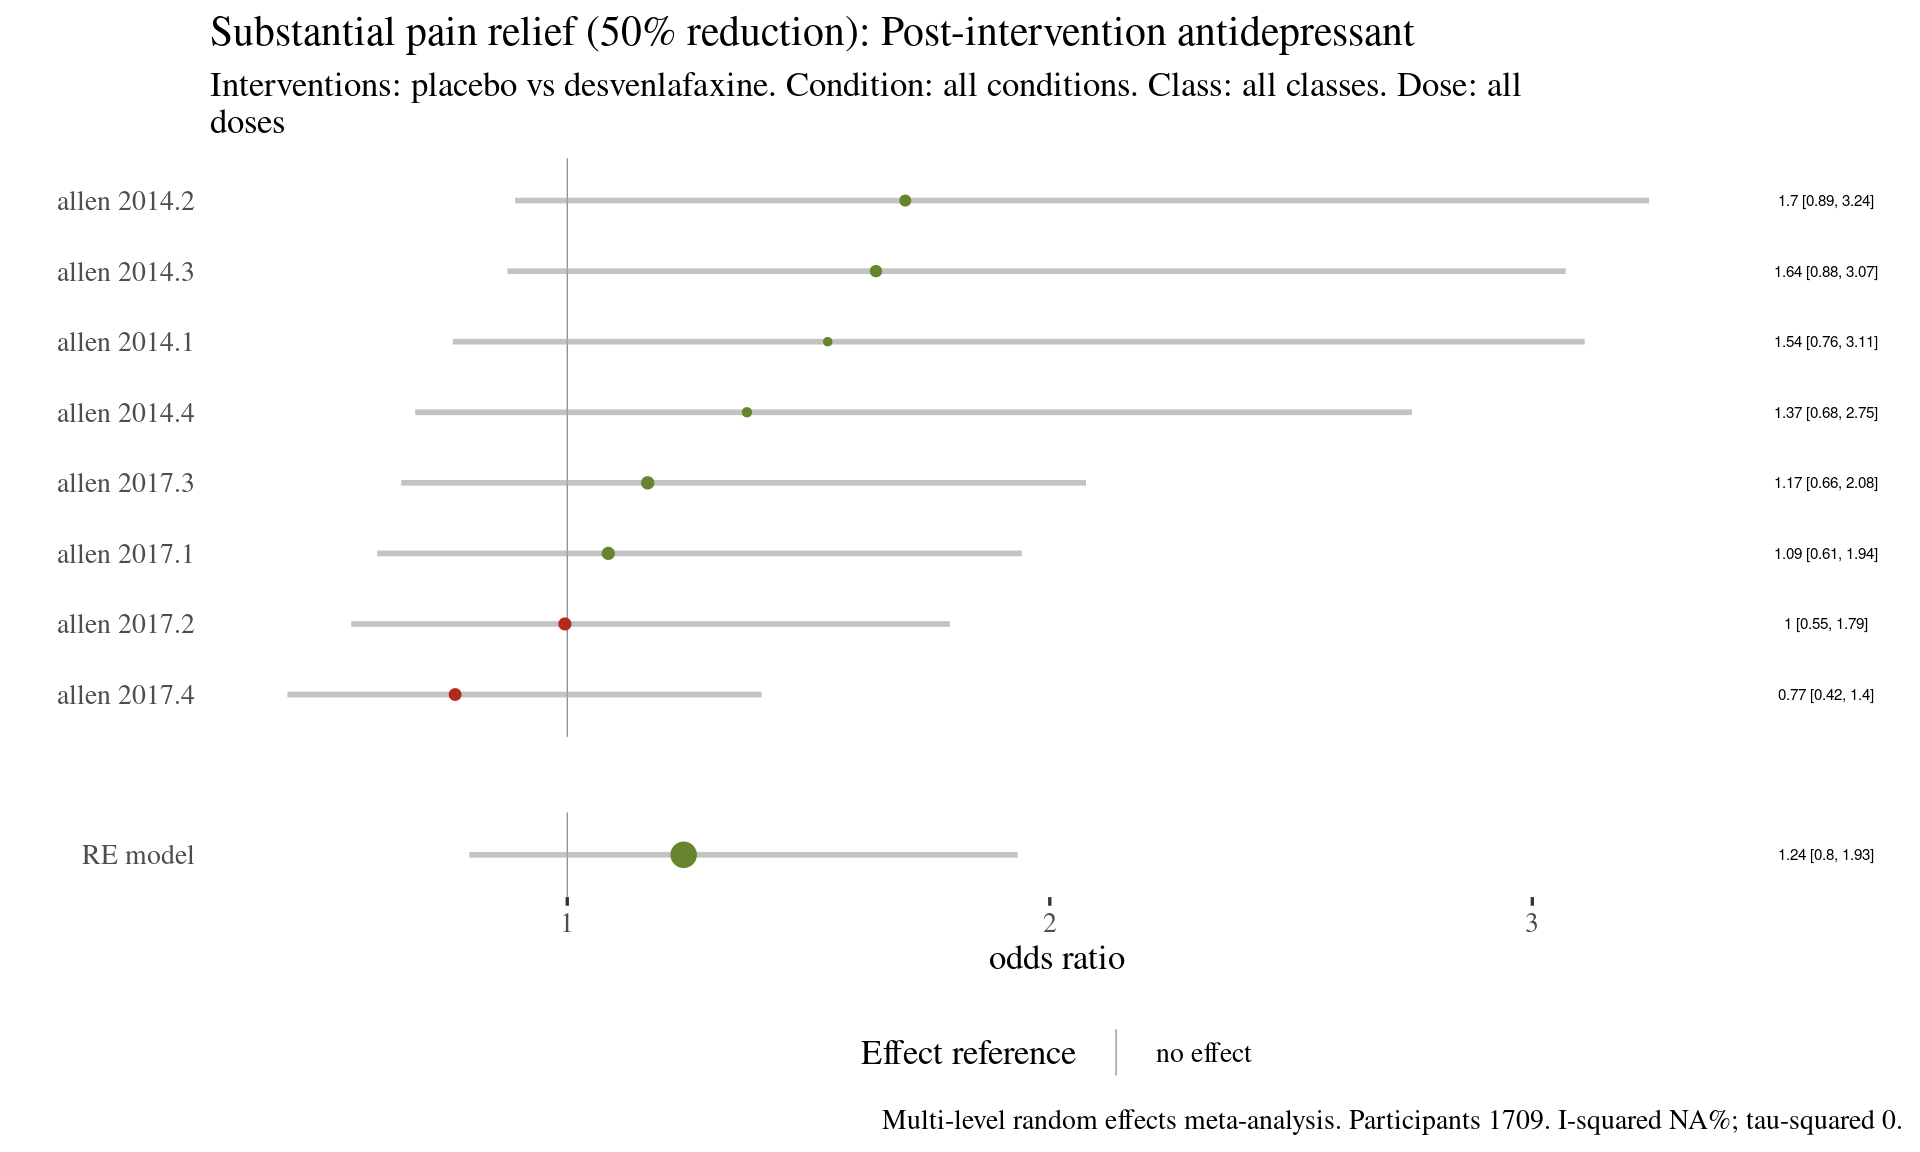 Substantial pain relief (50% reduction): Post-intervention antidepressant
Interventions: placebo vs desvenlafaxine. Condition: all conditions. Class: all classes. Dose: all
doses
allen 2014.2 1.7 [0.89, 3.24]
allen 2014.3 1.64 [0.88, 3.07]
allen 2014.1 1.54 [0.76, 3.11]
allen 2014.4 1.37 [0.68, 2.75]
allen 2017.3 1.17 [0.66, 2.08]
allen 2017.1 1.09 [0.61, 1.94]
allen 2017.2 1 [0.55, 1.79]
allen 2017.4 0.77 [0.42, 1.4]
RE model 1.24 [0.8, 1.93]
1 2 3
odds ratio
Effect reference no effect
Multi-level random effects meta-analysis. Participants 1709. I-squared NA%; tau-squared 0.